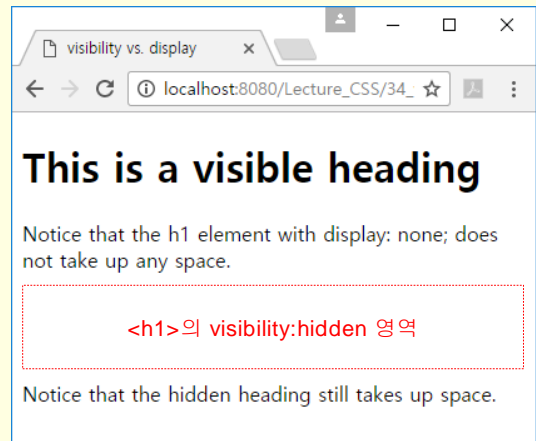 visibility vs. display
localhost:8080/Lecture_CSS/34_
This is a visible heading
Notice that the h1 element with display: none; does
not take up any space.
<h1>의 visibility:hidden 영역
Notice that the hidden heading still takes up space.